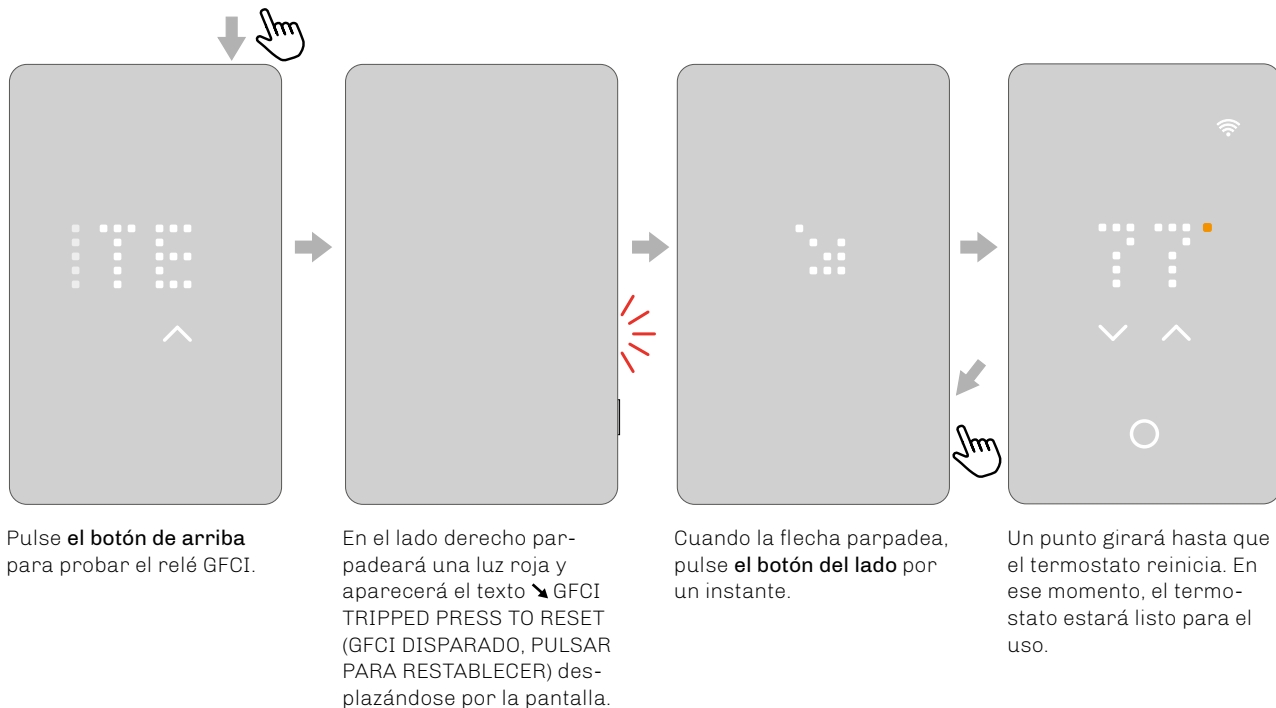 ITE
77
Pulse el botón de arriba
para probar el relé GFCI.
En el lado derecho par-
padeará una luz roja y
aparecerá el texto ➘ GFCI
TRIPPED PRESS TO RESET
(GFCI DISPARADO, PULSAR
PARA RESTABLECER) des-
plazándose por la pantalla.
Cuando la flecha parpadea,
pulse el botón del lado por
un instante.
Un punto girará hasta que
el termostato reinicia. En
ese momento, el termo-
stato estará listo para el
uso.